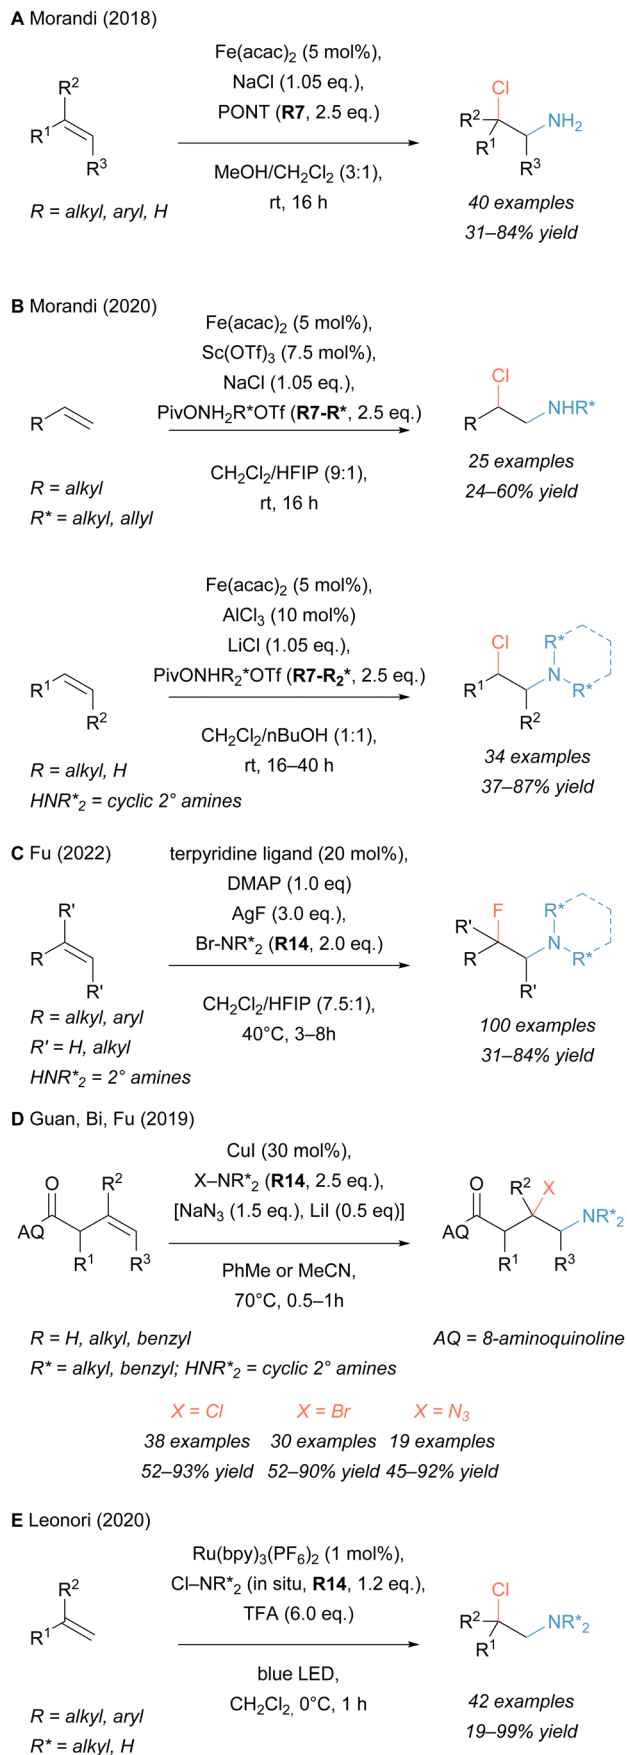 A Morandi (2018)
Fe(acac)2 (5 mol%),
NaCl (1.05 eq.),
PONT (R7, 2.5 eq.)
R2
R1
R3
MeOH/CH2Cl2 (3:1),
rt, 16 h
Cl
R2
R1
NH2
R3
R = alkyl, aryl, H
40 examples
31–84% yield
B Morandi (2020)
Fe(acac)2 (5 mol%),
Sc(OTf)3 (7.5 mol%),
NaCl (1.05 eq.),
PivONH2R*OTf (R7-R*, 2.5 eq.)
R
CH2Cl2/HFIP (9:1),
rt, 16 h
Cl
R
NHR*
R = alkyl
R* = alkyl, allyl
25 examples
24–60% yield
Fe(acac)2 (5 mol%),
AlCl3 (10 mol%)
LiCl (1.05 eq.),
PivONHR2*OTf (R7-R2*, 2.5 eq.)
R1
R2
CH2Cl2/nBuOH (1:1),
rt, 16–40 h
Cl
R*
N
R*
R1
R2
R = alkyl, H
HNR*2 = cyclic 2° amines
34 examples
37–87% yield
C Fu (2022)
terpyridine ligand (20 mol%),
DMAP (1.0 eq)
AgF (3.0 eq.),
Br-NR*2 (R14, 2.0 eq.)
R'
R
R'
CH2Cl2/HFIP (7.5:1),
40°C, 3–8h
F
R*
R'
N
R
R*
R'
R = alkyl, aryl
R' = H, alkyl
HNR*2 = 2° amines
100 examples
31–84% yield
D Guan, Bi, Fu (2019)
CuI (30 mol%),
X–NR*2 (R14, 2.5 eq.),
[NaN3 (1.5 eq.), LiI (0.5 eq)]
O
R2
AQ
R1
R3
PhMe or MeCN,
70°C, 0.5–1h
O
R2
X
NR*2
AQ
R1
R3
R = H, alkyl, benzyl
AQ = 8-aminoquinoline
R* = alkyl, benzyl; HNR*2 = cyclic 2° amines
X = Cl
X = Br
X = N3
38 examples
30 examples
19 examples
52–93% yield
52–90% yield
45–92% yield
E Leonori (2020)
Ru(bpy)3(PF6)2 (1 mol%),
Cl–NR*2 (in situ, R14, 1.2 eq.),
TFA (6.0 eq.)
R2
R1
blue LED,
CH2Cl2, 0°C, 1 h
Cl
R2
R1
NR*2
R = alkyl, aryl
R* = alkyl, H
42 examples
19–99% yield